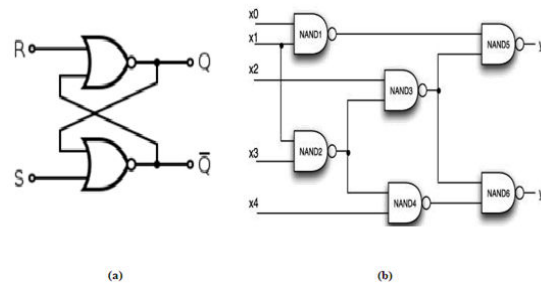 R
Q
S
Q̄
(a)
x0
x1
x2
x3
x4
NAND1
NAND2
NAND3
NAND4
NAND5
NAND6
y
y
(b)